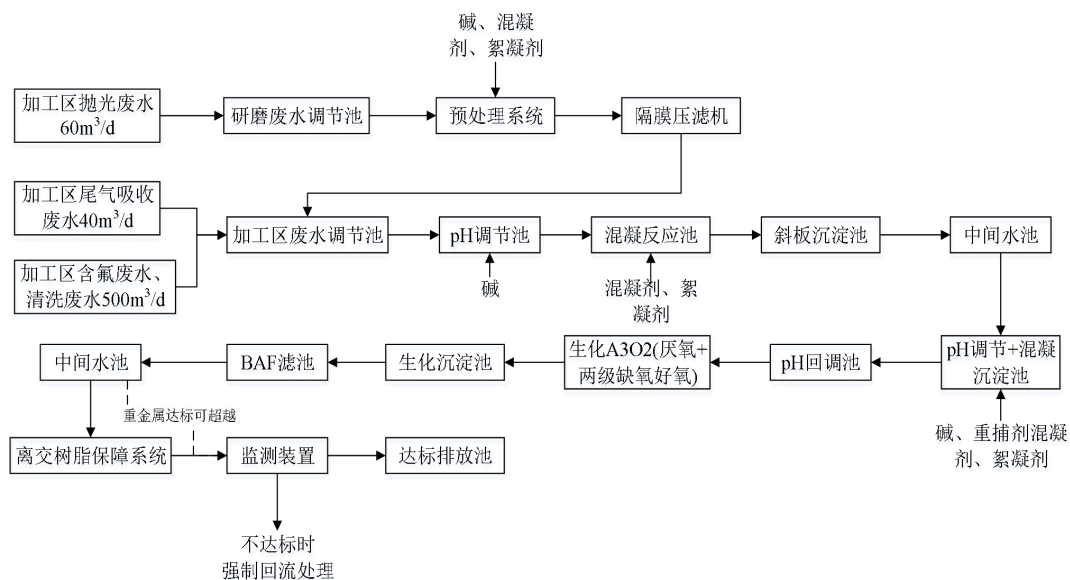 碱、混凝
剂、絮凝剂
加工区抛光废水
60m³/d
研磨废水调节池
预处理系统
隔膜压滤机
加工区尾气吸收
废水40m³/d
加工区含氟废水、
清洗废水500m³/d
加工区废水调节池
pH调节池
混凝反应池
斜板沉淀池
中间水池
碱
混凝剂、絮
凝剂
中间水池
BAF滤池
生化沉淀池
生化A3O2(厌氧+
两级缺氧好氧)
pH回调池
pH调节+混凝
沉淀池
重金属达标可超越
碱、重捕剂混凝
剂、絮凝剂
离交树脂保障系统
监测装置
达标排放池
不达标时
强制回流处理